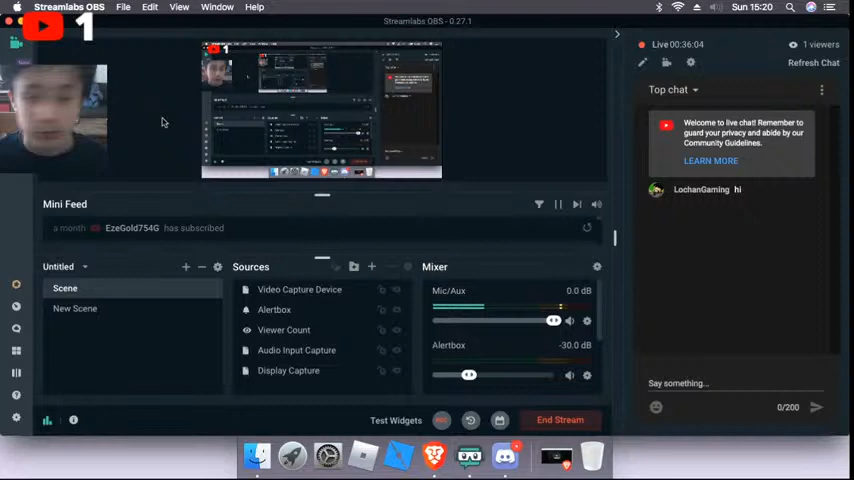 Streamlabs OBS File Edit View Window Help
Sun 15:20
1
Streamlabs OBS - 0.27.1
Live 00:36:04
1 viewers
Refresh Chat
Top chat
Welcome to live chat! Remember to
guard your privacy and abide by our
Community Guidelines.
LEARN MORE
LochanGaming hi
Mini Feed
a month EzeGold754G has subscribed
Untitled
Scene
New Scene
Sources
Video Capture Device
Alertbox
Viewer Count
Audio Input Capture
Display Capture
Mixer
Mic/Aux 0.0 dB
Alertbox -30.0 dB
Say something...
0/200
Test Widgets
REC
End Stream